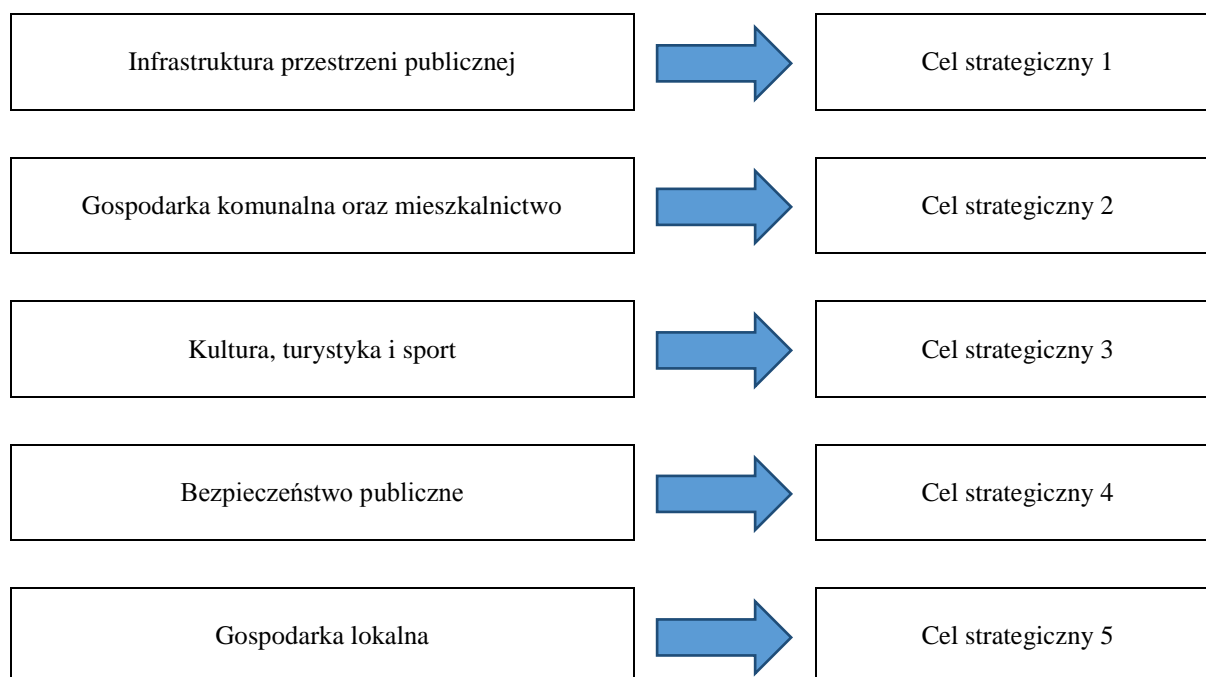 Infrastruktura przestrzeni publicznej
Cel strategiczny 1
Gospodarka komunalna oraz mieszkalnictwo
Cel strategiczny 2
Kultura, turystyka i sport
Cel strategiczny 3
Bezpieczeństwo publiczne
Cel strategiczny 4
Gospodarka lokalna
Cel strategiczny 5